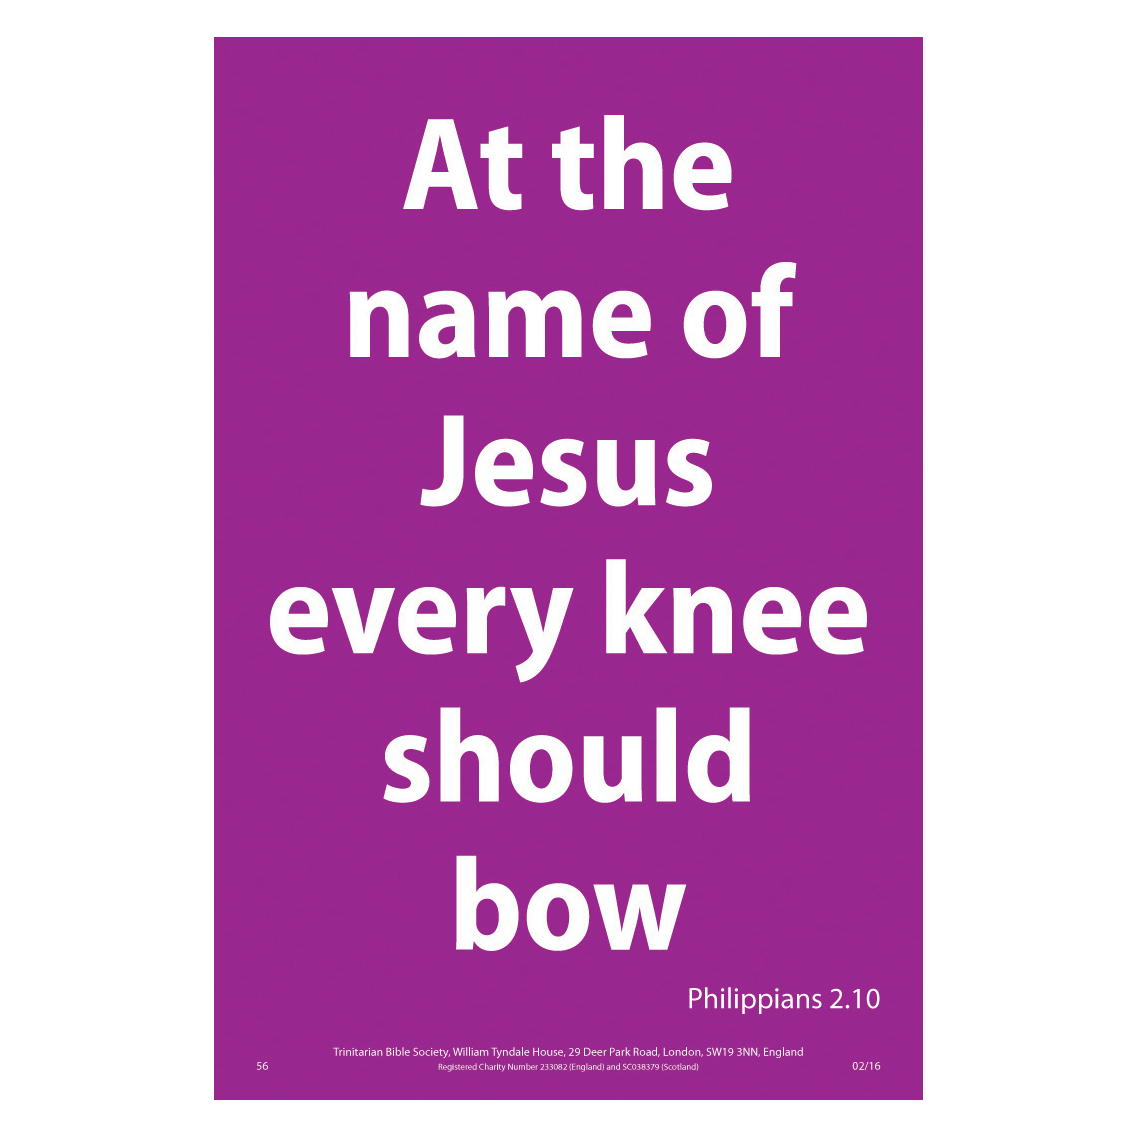 At the
name of
Jesus
every knee
should
bow
Philippians 2.10
Trinitarian Bible Society, William Tyndale House, 29 Deer Park Road, London, SW19 3NN, England
56
Registered Charity Number 233082 (England) and SC038379 (Scotland)
02/16